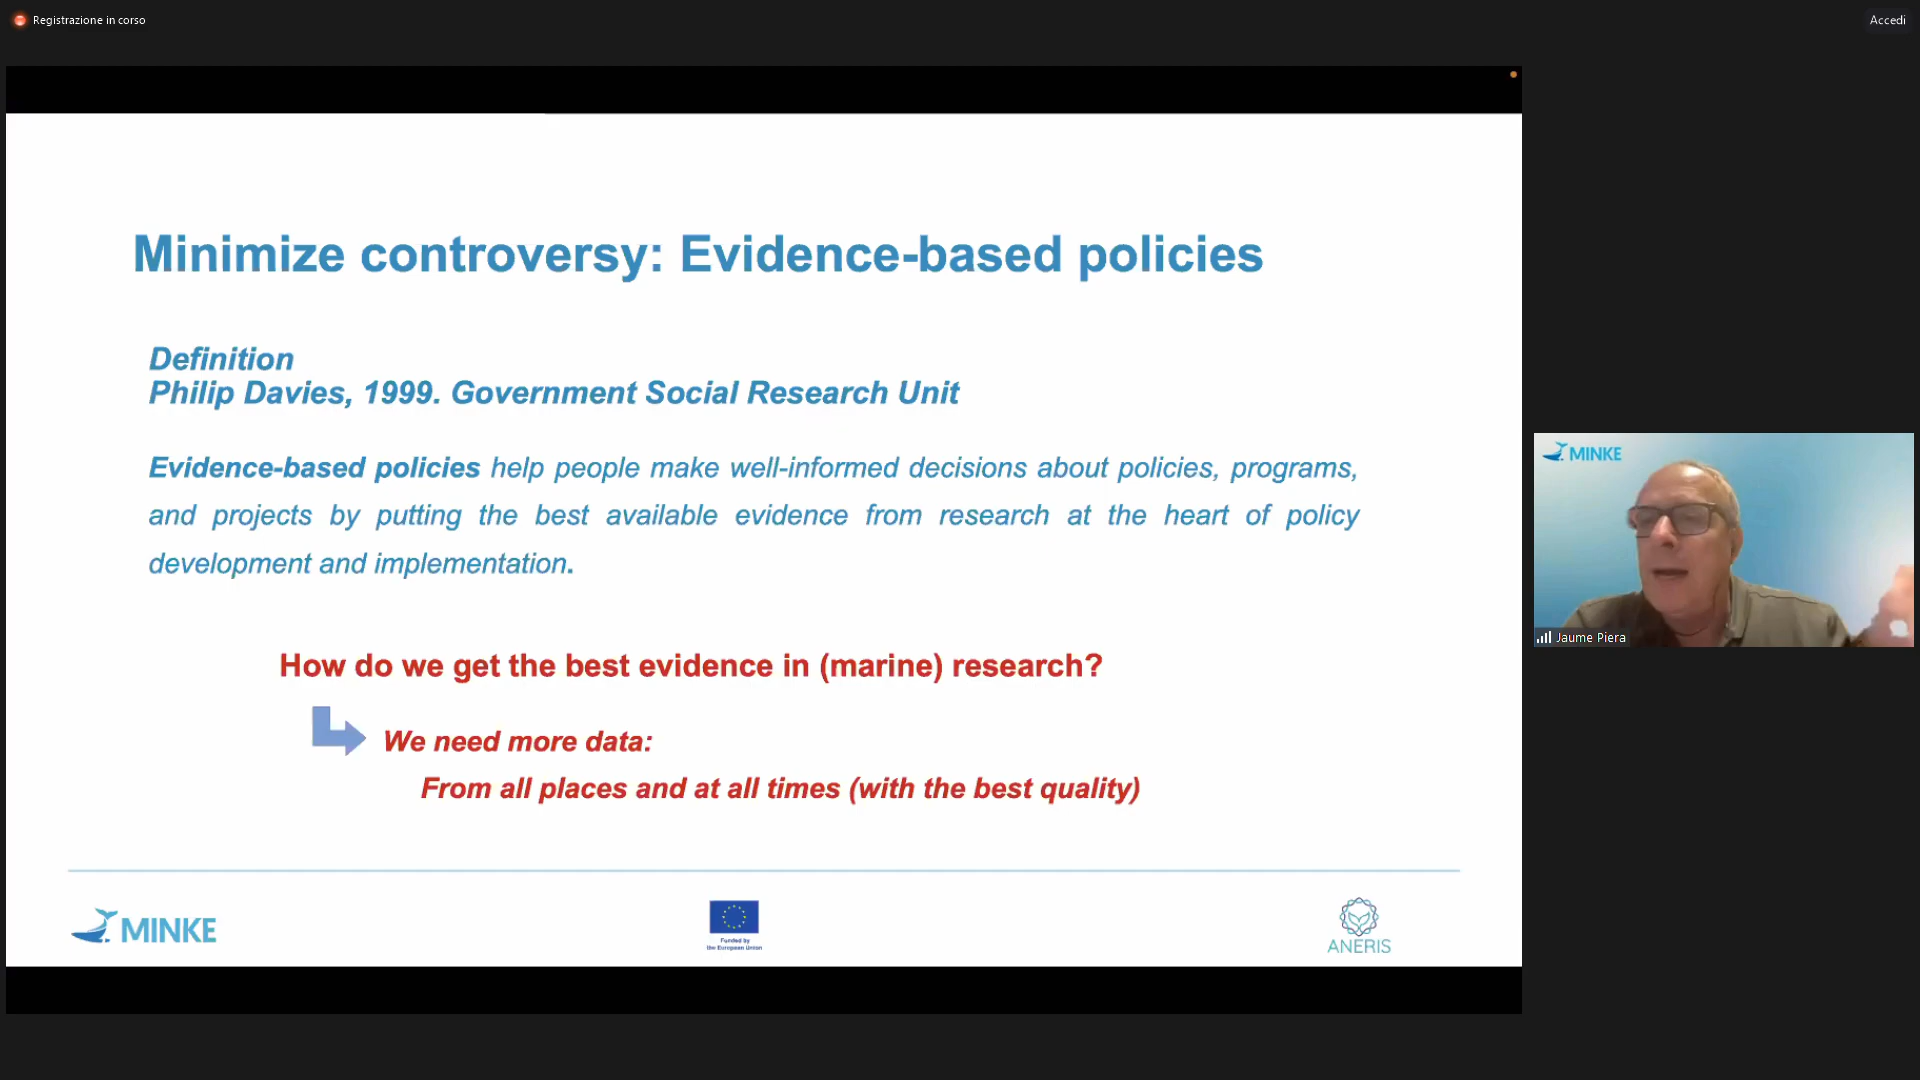 Registrazione in corso
Accedi
Minimize controversy: Evidence-based policies
Definition
Philip Davies, 1999. Government Social Research Unit
Evidence-based policies help people make well-informed decisions about policies, programs,
and projects by putting the best available evidence from research at the heart of policy
development and implementation.
How do we get the best evidence in (marine) research?
We need more data:
From all places and at all times (with the best quality)
MINKE
Funded by
the European Union
ANERIS
MINKE
Jaume Piera